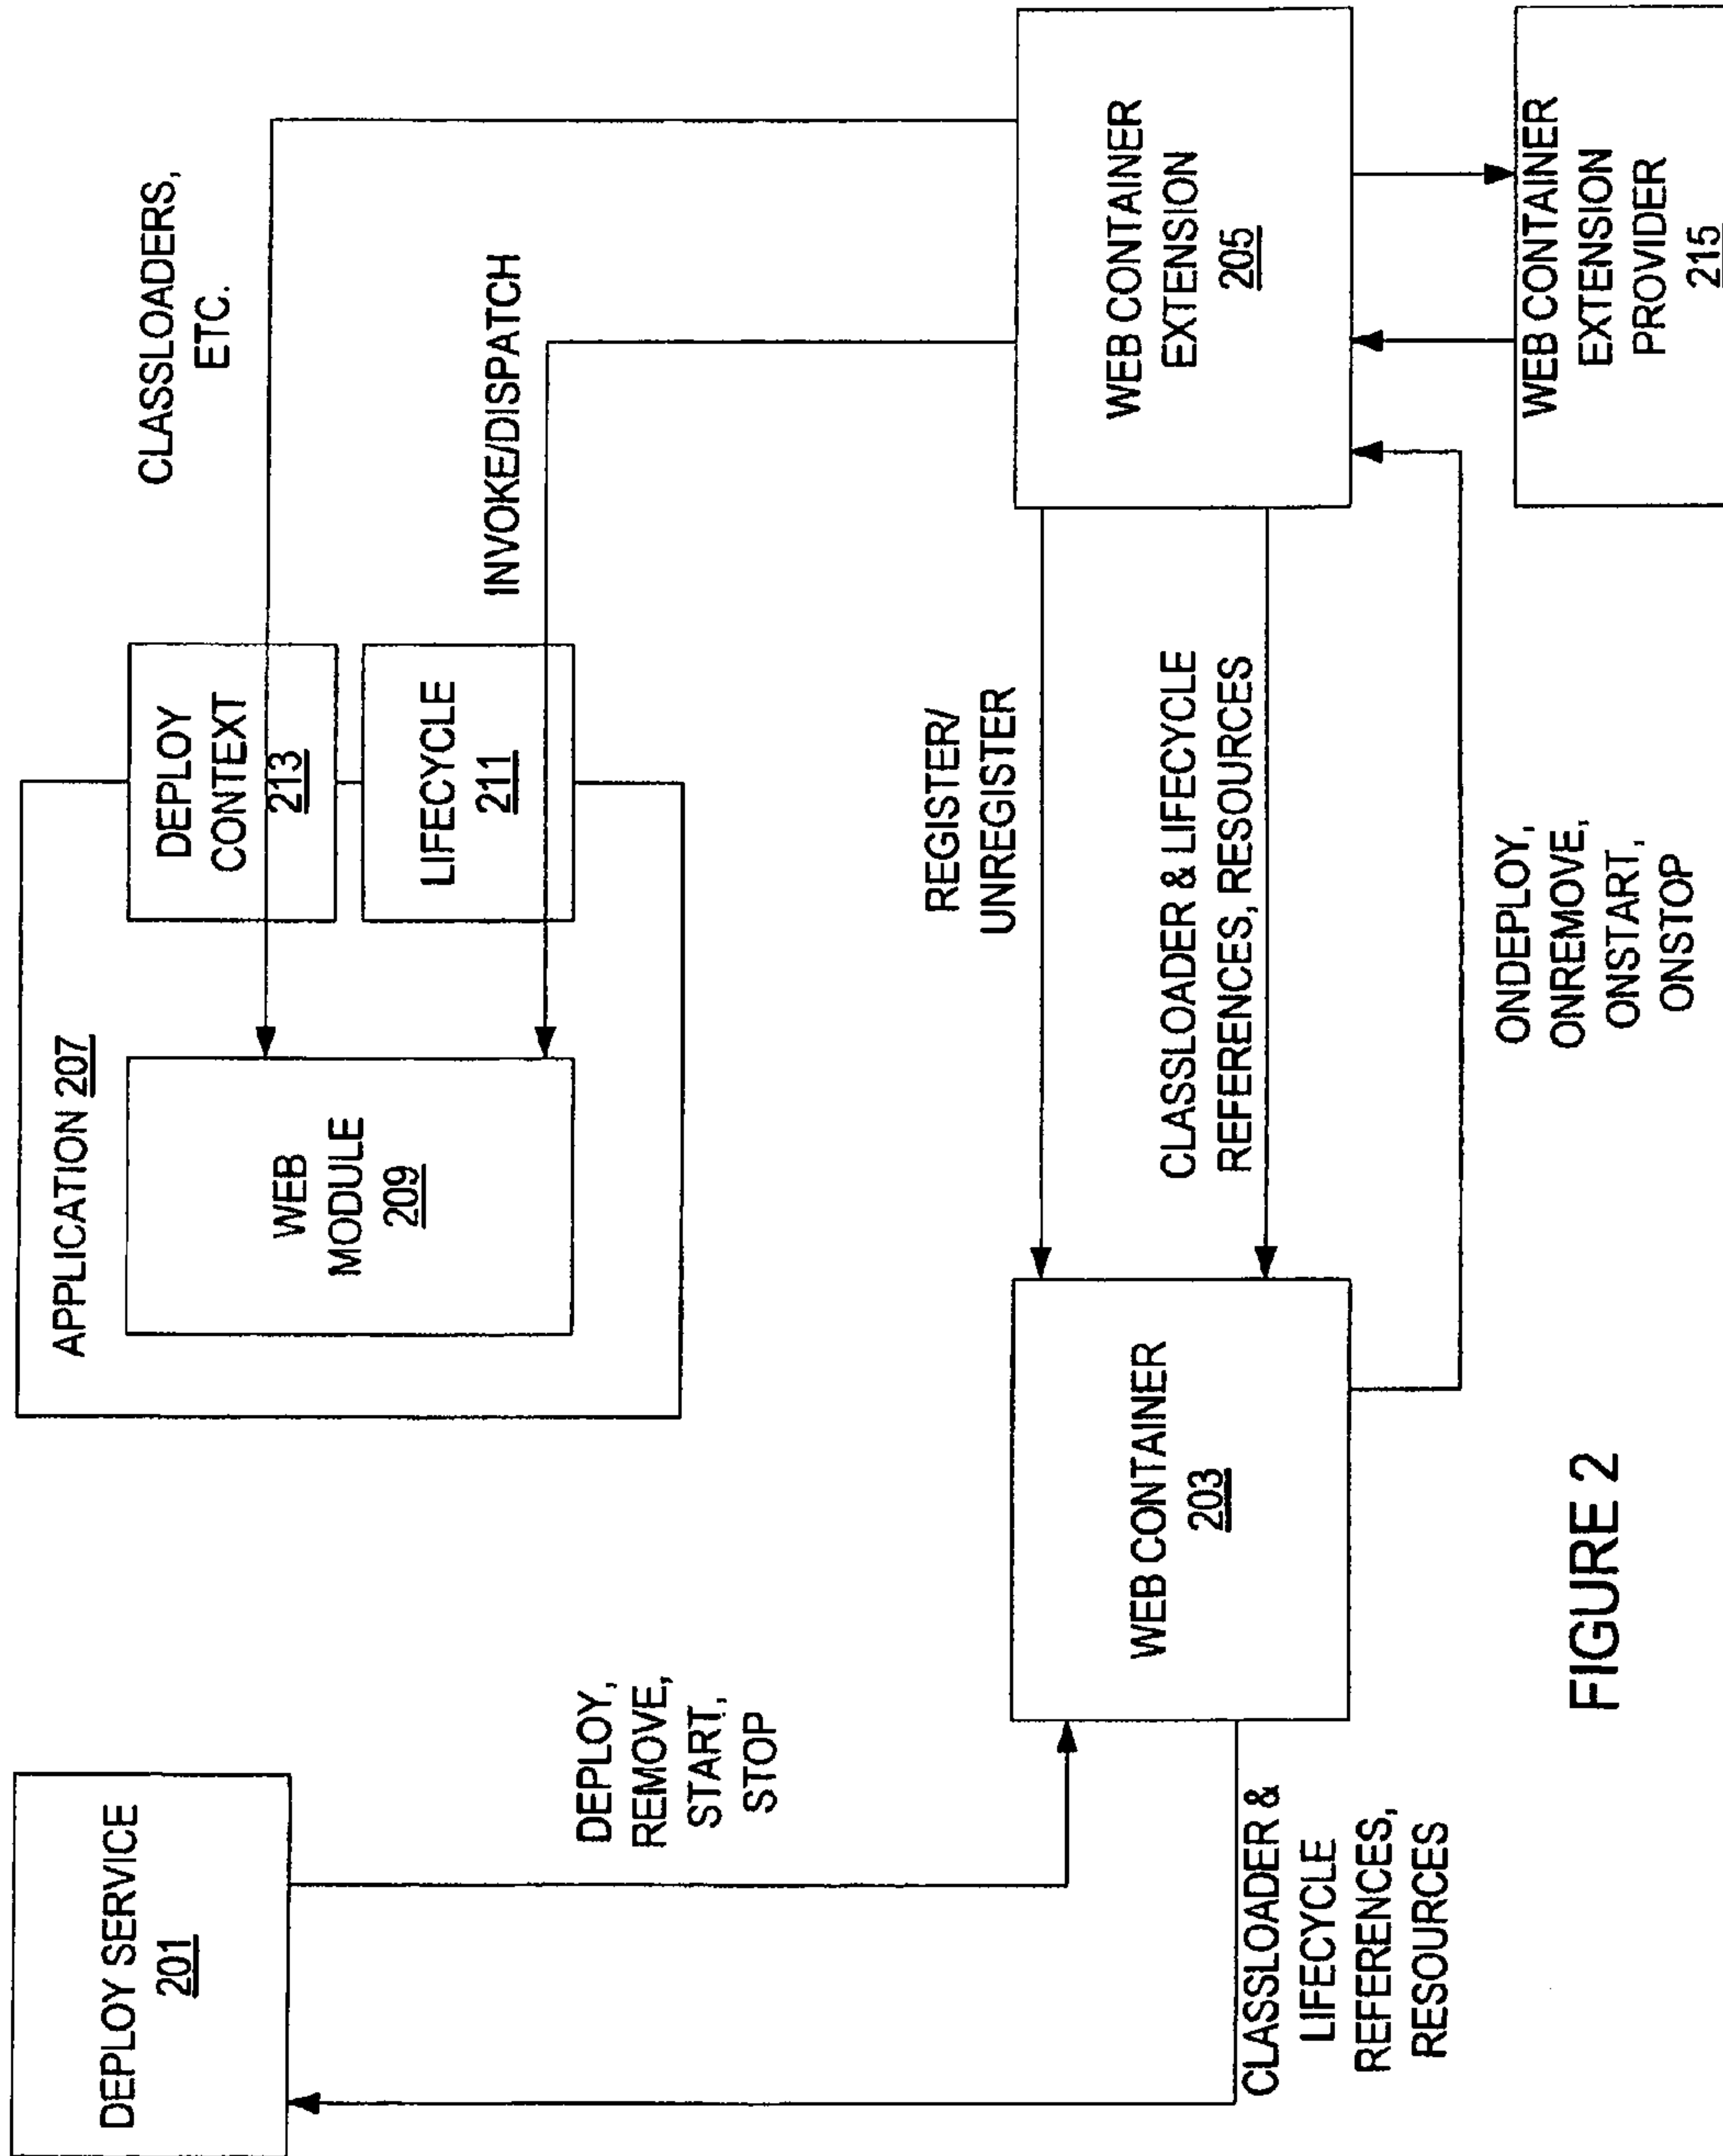 DEPLOY SERVICE
201
DEPLOY,
REMOVE,
START,
STOP
CLASSLOADER &
LIFECYCLE
REFERENCES,
RESOURCES
APPLICATION 207
WEB
MODULE
209
DEPLOY
CONTEXT
213
LIFECYCLE
211
CLASSLOADERS,
ETC.
INVOKE/DISPATCH
WEB CONTAINER
203
REGISTER/
UNREGISTER
CLASSLOADER & LIFECYCLE
REFERENCES, RESOURCES
ONDEPLOY,
ONREMOVE,
ONSTART,
ONSTOP
WEB CONTAINER
EXTENSION
205
WEB CONTAINER
EXTENSION
PROVIDER
215
FIGURE 2